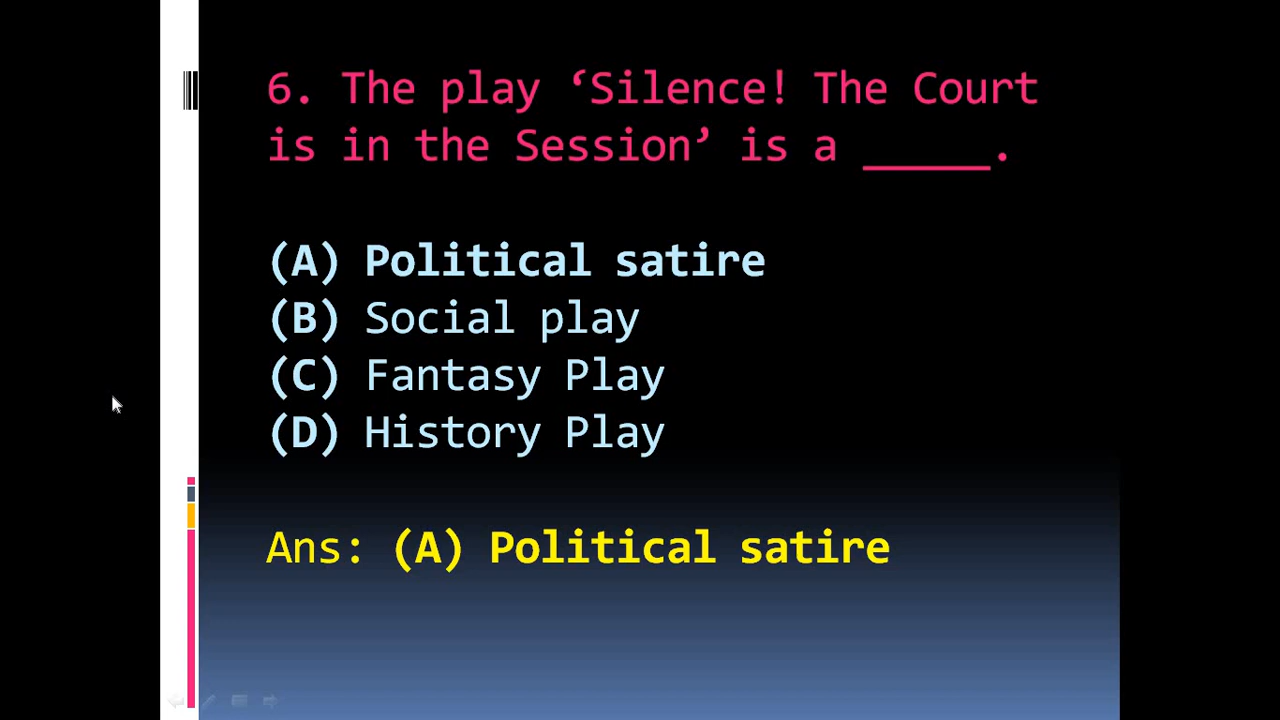 6. The play ‘Silence! The Court
is in the Session’ is a _____.
(A) Political satire
(B) Social play
(C) Fantasy Play
(D) History Play
Ans: (A) Political satire